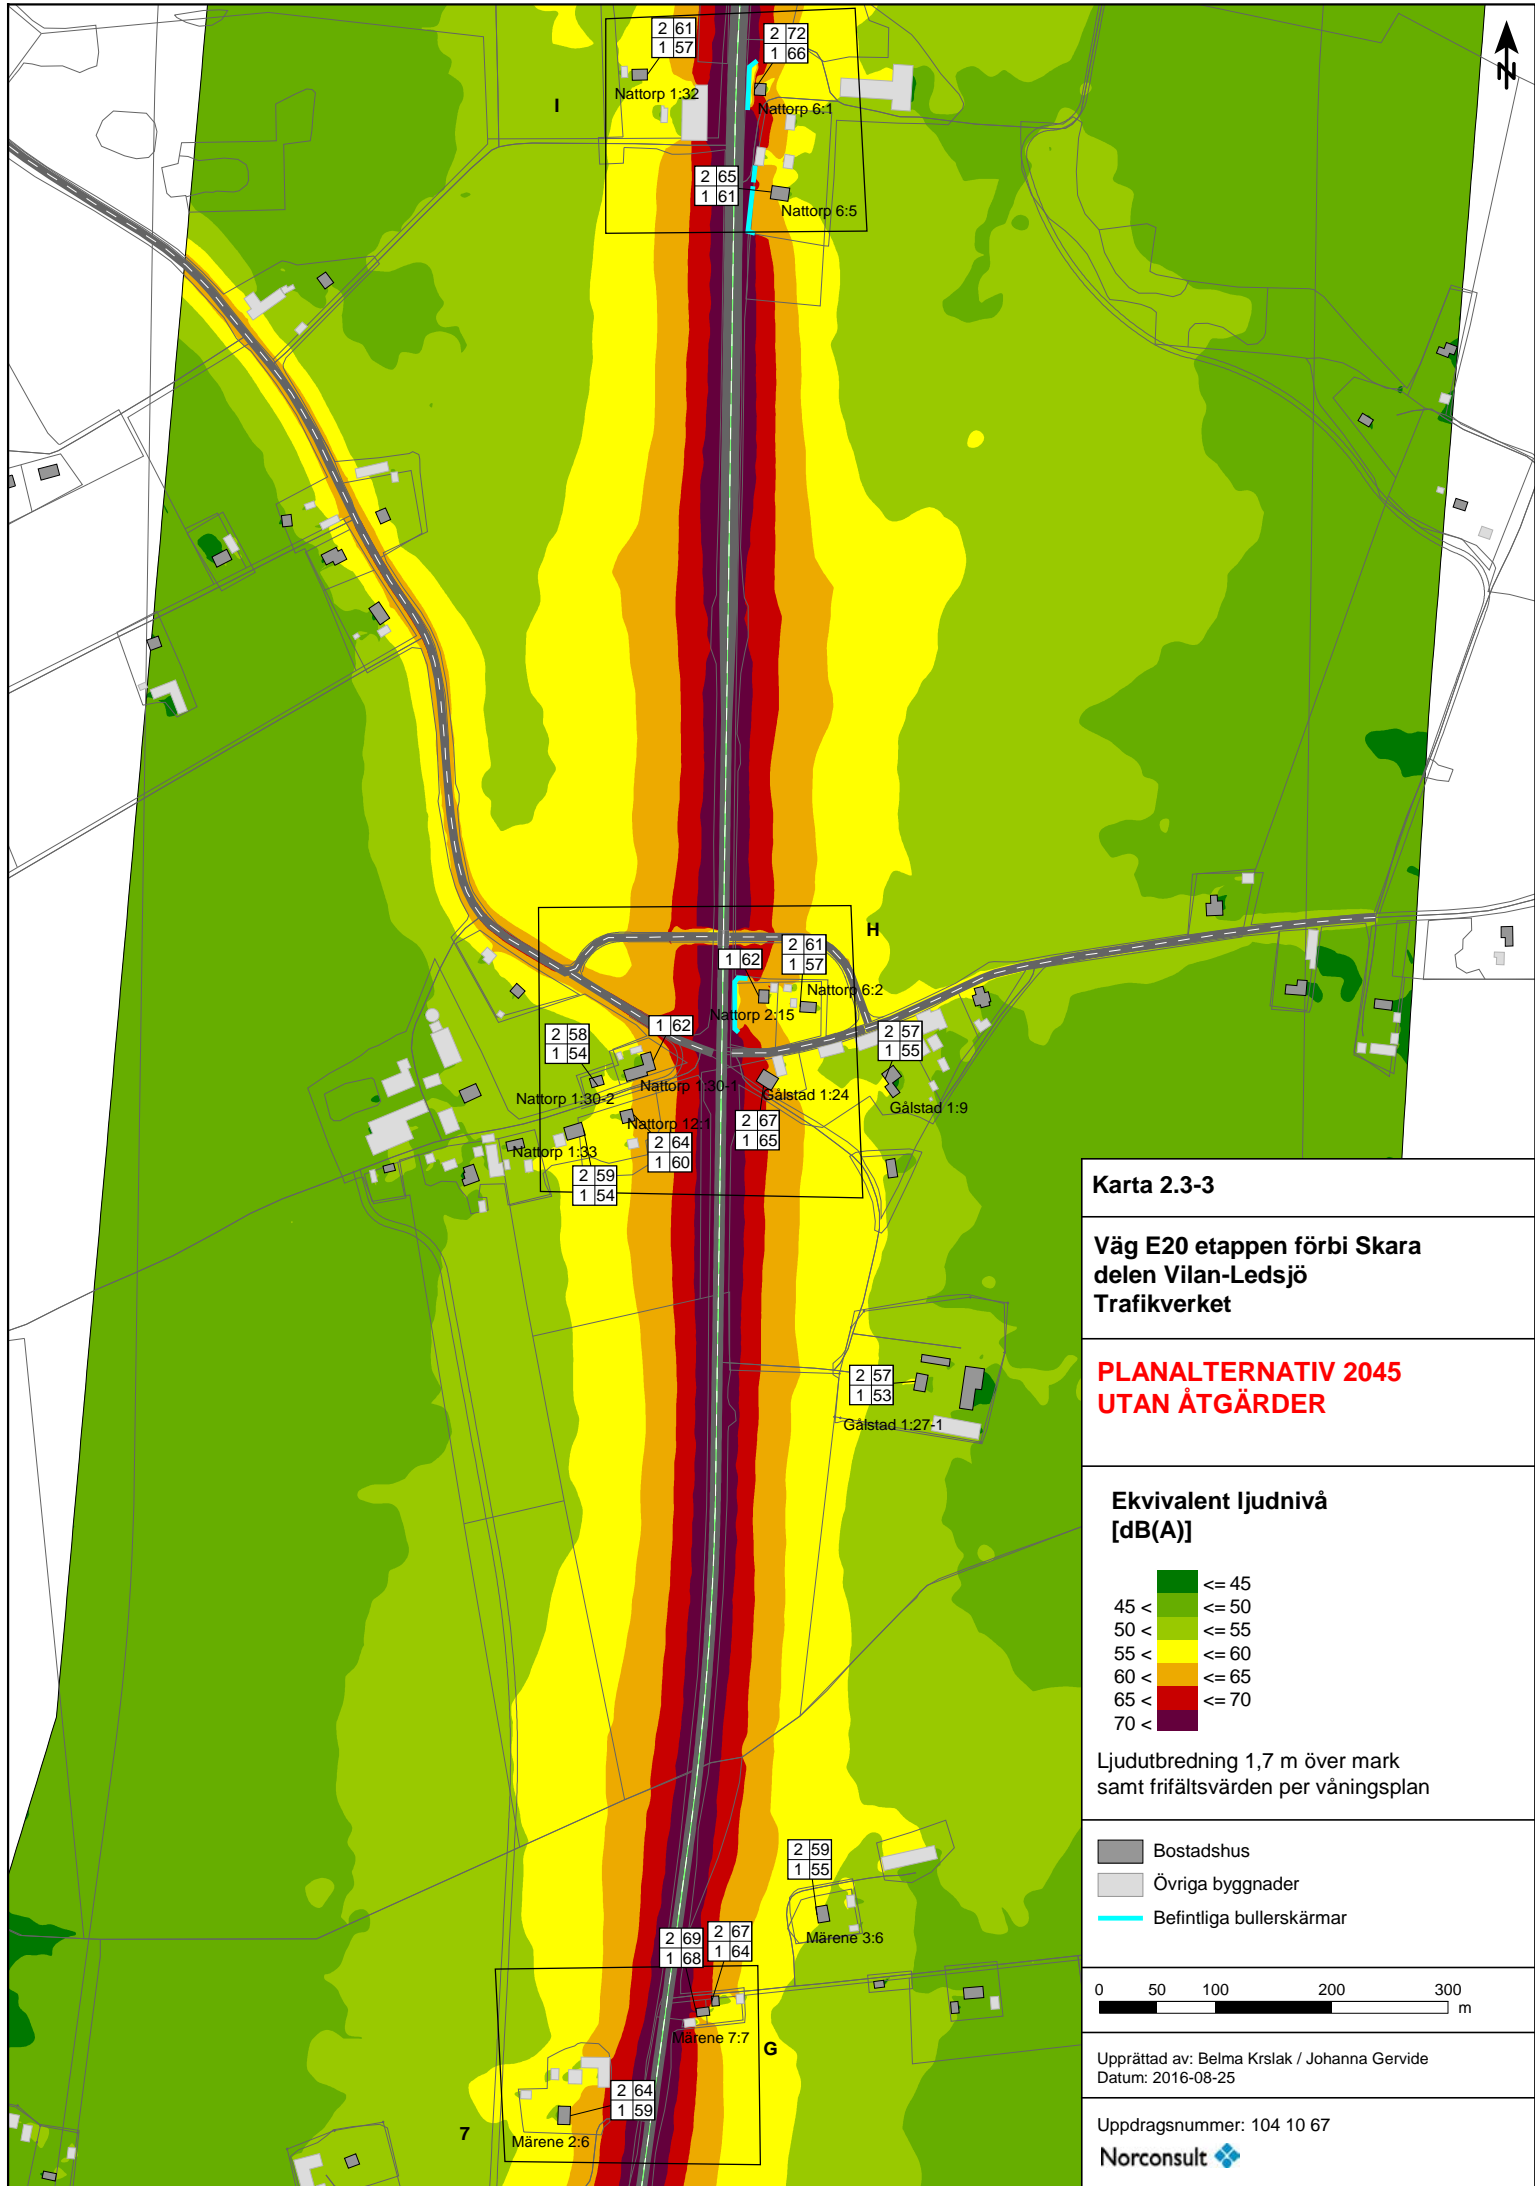 2 61
1 57
Nattorp 1:32
2 72
1 66
Nattorp 6:1
I
N
2 65
1 61
Nattorp 6:5
H
2 61
1 57
Nattorp 6:2
1 62
Nattorp 2:15
1 62
Nattorp 1:30-1
2 58
1 54
Nattorp 1:30-2
2 57
1 55
Gålstad 1:9
Gålstad 1:24
2 67
1 65
Nattorp 12:1
2 64
1 60
Nattorp 1:33
2 59
1 54
2 57
1 53
Gålstad 1:27-1
2 59
1 55
Märene 3:6
2 69
1 68
2 67
1 64
Märene 7:7
G
2 64
1 59
Märene 2:6
7
Karta 2.3-3
Väg E20 etappen förbi Skara
delen Vilan-Ledsjö
Trafikverket
PLANALTERNATIV 2045
UTAN ÅTGÄRDER
Ekvivalent ljudnivå
[dB(A)]
<= 45
45 < <= 50
50 < <= 55
55 < <= 60
60 < <= 65
65 < <= 70
70 <
Ljudutbredning 1,7 m över mark
samt frifältsvärden per våningsplan
Bostadshus
Övriga byggnader
Befintliga bullerskärmar
0 50 100 200 300
m
Upprättad av: Belma Krslak / Johanna Gervide
Datum: 2016-08-25
Uppdragsnummer: 104 10 67
Norconsult